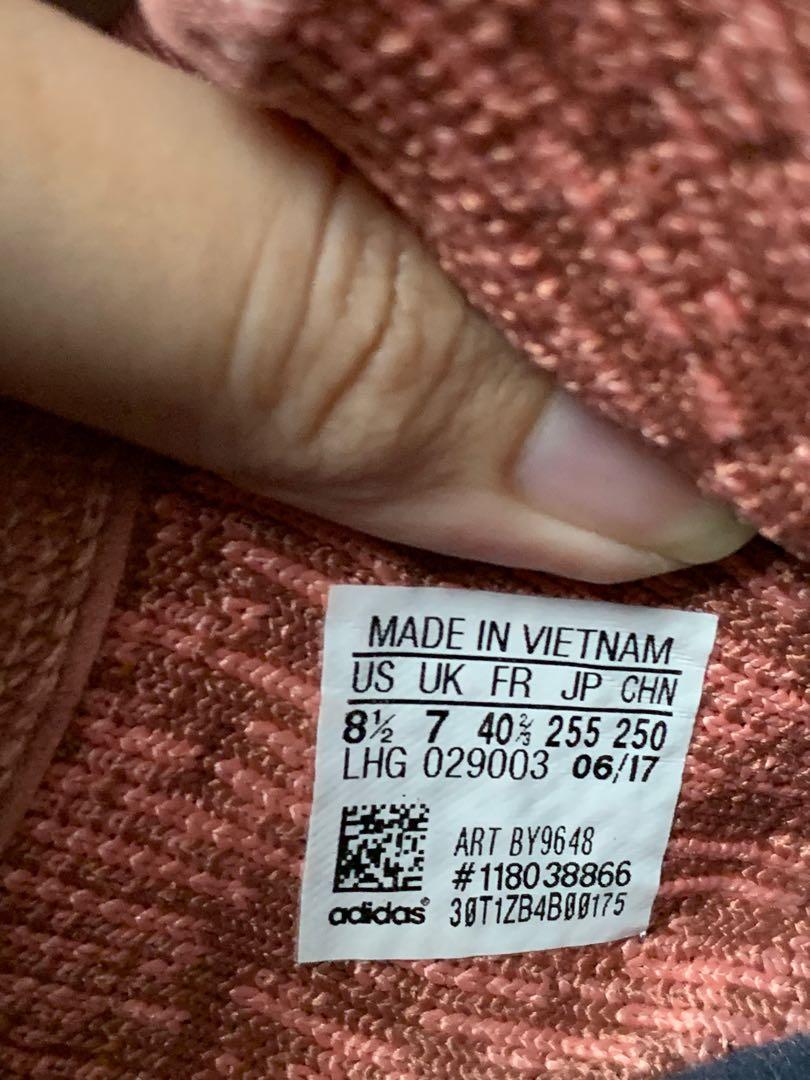 MADE IN VIETNAM
US UK FR JP CHN
8½ 7 40⅔ 255 250
LHG 029003 06/17
ART BY9648
#118038866
adidas® 30T1ZB4B00175